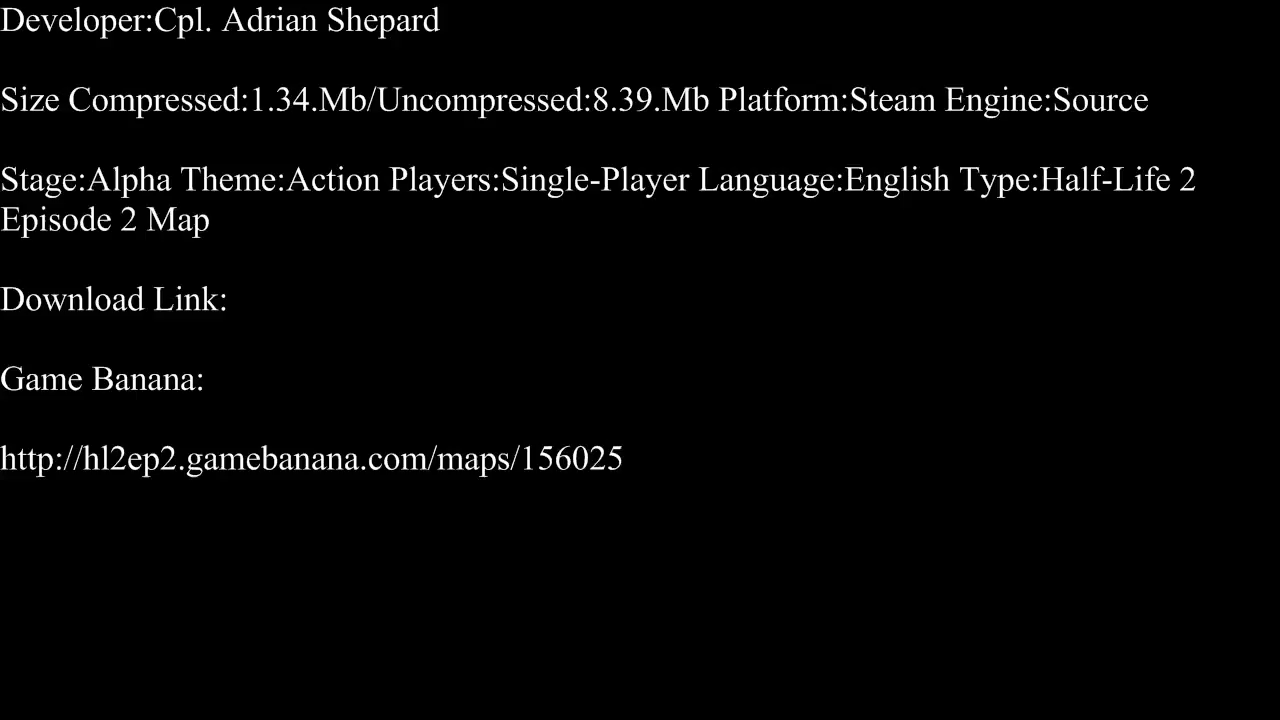 Developer:Cpl. Adrian Shepard
Size Compressed:1.34.Mb/Uncompressed:8.39.Mb Platform:Steam Engine:Source
Stage:Alpha Theme:Action Players:Single-Player Language:English Type:Half-Life 2
Episode 2 Map
Download Link:
Game Banana:
http://hl2ep2.gamebanana.com/maps/156025